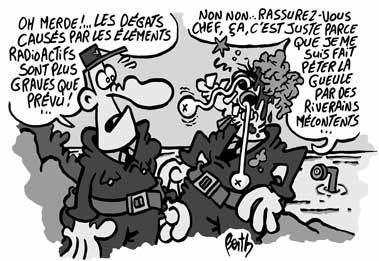 OH MERDE!... LES DÉGATS
CAUSÉS PAR LES ÉLÉMENTS
RADIOACTIFS
SONT PLUS
GRAVES QUE
PRÉVU!
...
NON NON... RASSUREZ-VOUS
CHEF, ÇA, C'EST JUSTE PARCE
QUE JE ME
SUIS FAIT
PÉTER LA
GUEULE
PAR DES
RIVERAINS
MÉCONTENTS...
Berth